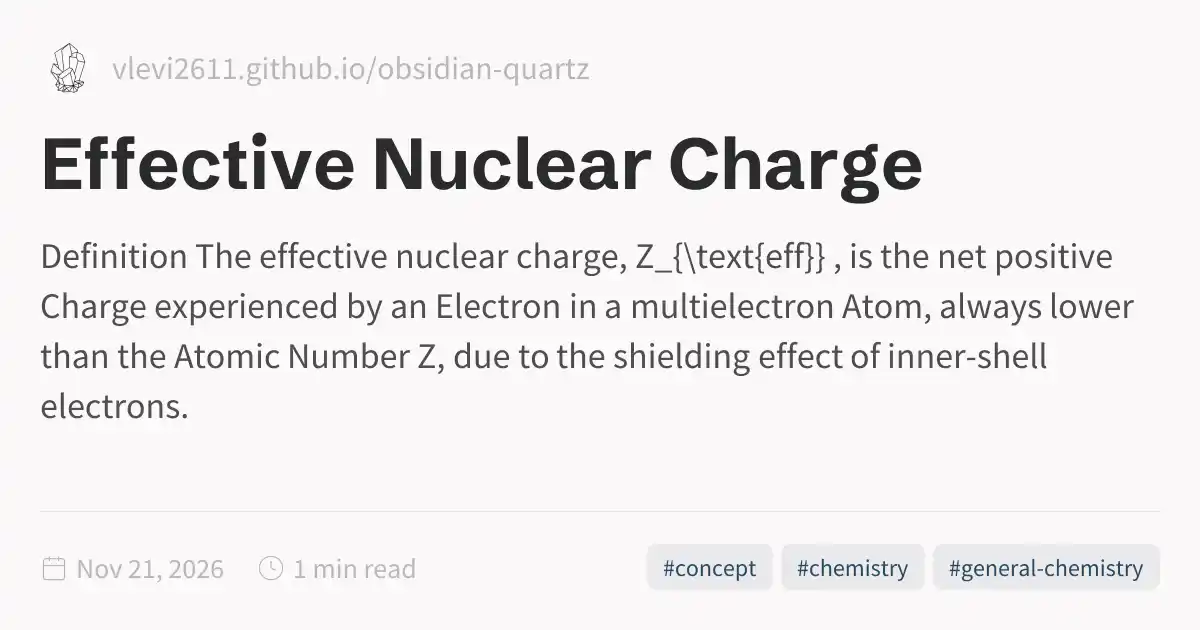 vlevi2611.github.io/obsidian-quartz
Effective Nuclear Charge
Definition The effective nuclear charge, Z_{\text{eff}} , is the net positive
Charge experienced by an Electron in a multielectron Atom, always lower
than the Atomic Number Z, due to the shielding effect of inner-shell
electrons.
Nov 21, 2026 1 min read #concept #chemistry #general-chemistry